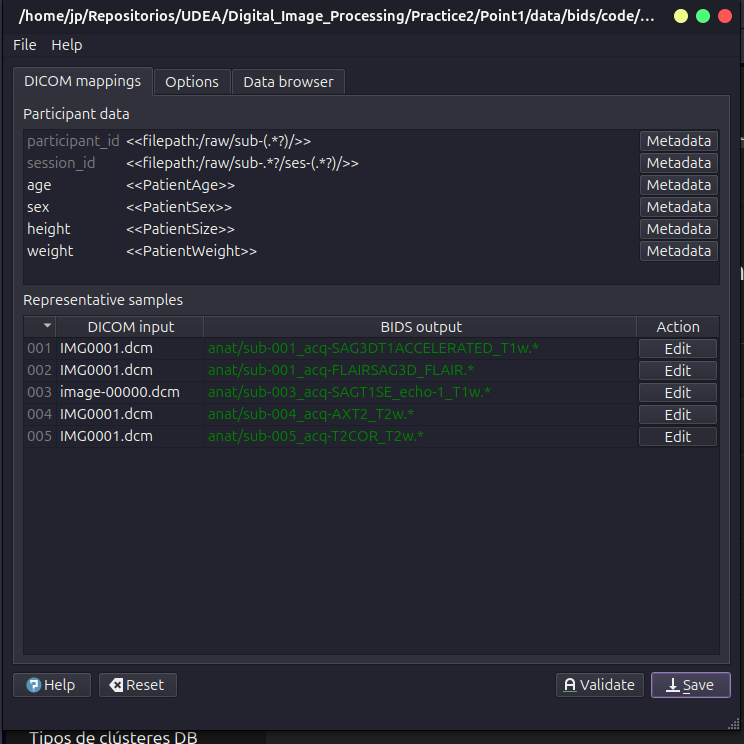 /home/jp/Repositorios/UDEA/Digital_Image_Processing/Practice2/Point1/data/bids/code/...
File Help
DICOM mappings Options Data browser
Participant data
participant_id <<filepath:/raw/sub-(.*?)/>> Metadata
session_id <<filepath:/raw/sub-.*?/ses-(.*?)/>> Metadata
age <<PatientAge>> Metadata
sex <<PatientSex>> Metadata
height <<PatientSize>> Metadata
weight <<PatientWeight>> Metadata
Representative samples
DICOM input BIDS output Action
001 IMG0001.dcm anat/sub-001_acq-SAG3DT1ACCELERATED_T1w.* Edit
002 IMG0001.dcm anat/sub-001_acq-FLAIRSAG3D_FLAIR.* Edit
003 image-00000.dcm anat/sub-003_acq-SAGT1SE_echo-1_T1w.* Edit
004 IMG0001.dcm anat/sub-004_acq-AXT2_T2w.* Edit
005 IMG0001.dcm anat/sub-005_acq-T2COR_T2w.* Edit
Help Reset Validate Save
Tipos de clústeres DB